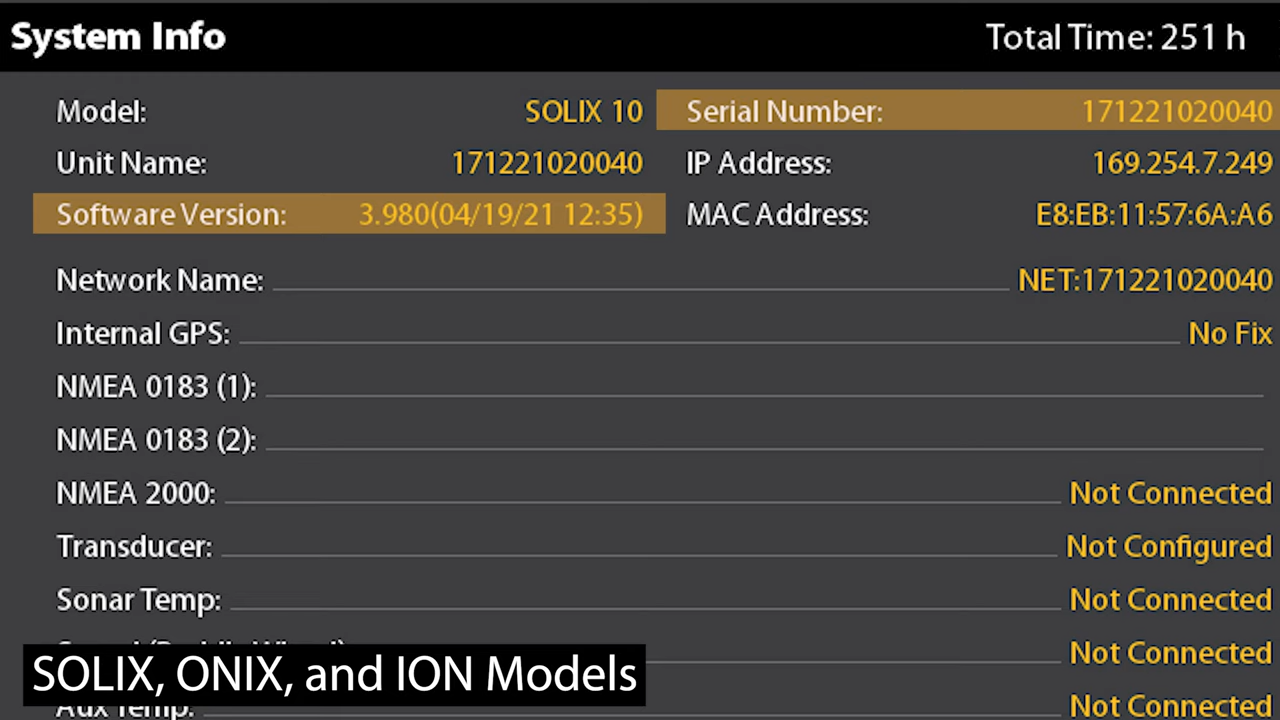 System Info Total Time: 251 h
Model: SOLIX 10 Serial Number: 171221020040
Unit Name: 171221020040 IP Address: 169.254.7.249
Software Version: 3.980(04/19/21 12:35) MAC Address: E8:EB:11:57:6A:A6
Network Name: NET:171221020040
Internal GPS: No Fix
NMEA 0183 (1):
NMEA 0183 (2):
NMEA 2000: Not Connected
Transducer: Not Configured
Sonar Temp: Not Connected
Not Connected
SOLIX, ONIX, and ION Models
Aux Temp: Not Connected